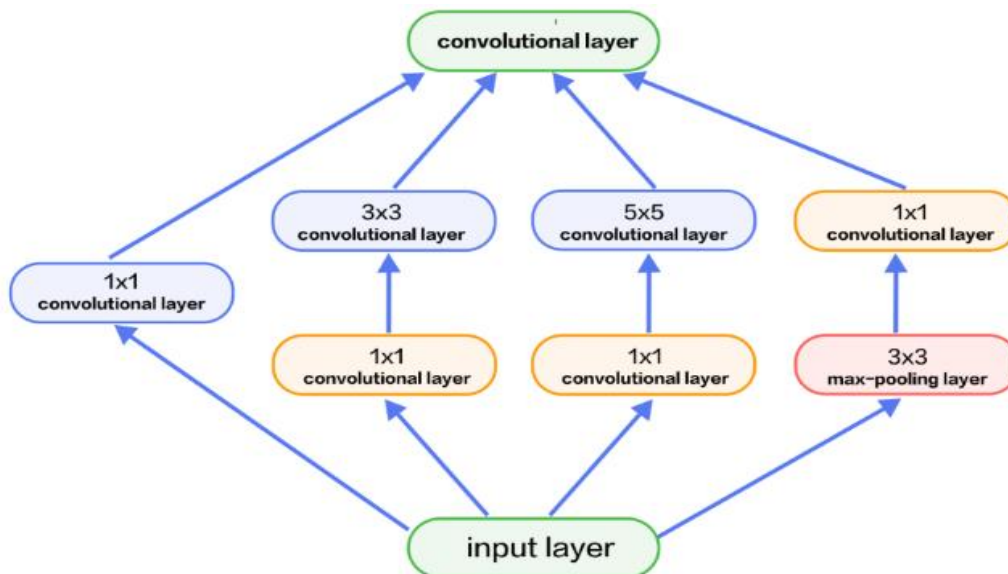 convolutional layer
3x3
convolutional layer
5x5
convolutional layer
1x1
convolutional layer
1x1
convolutional layer
1x1
convolutional layer
1x1
convolutional layer
3x3
max-pooling layer
input layer